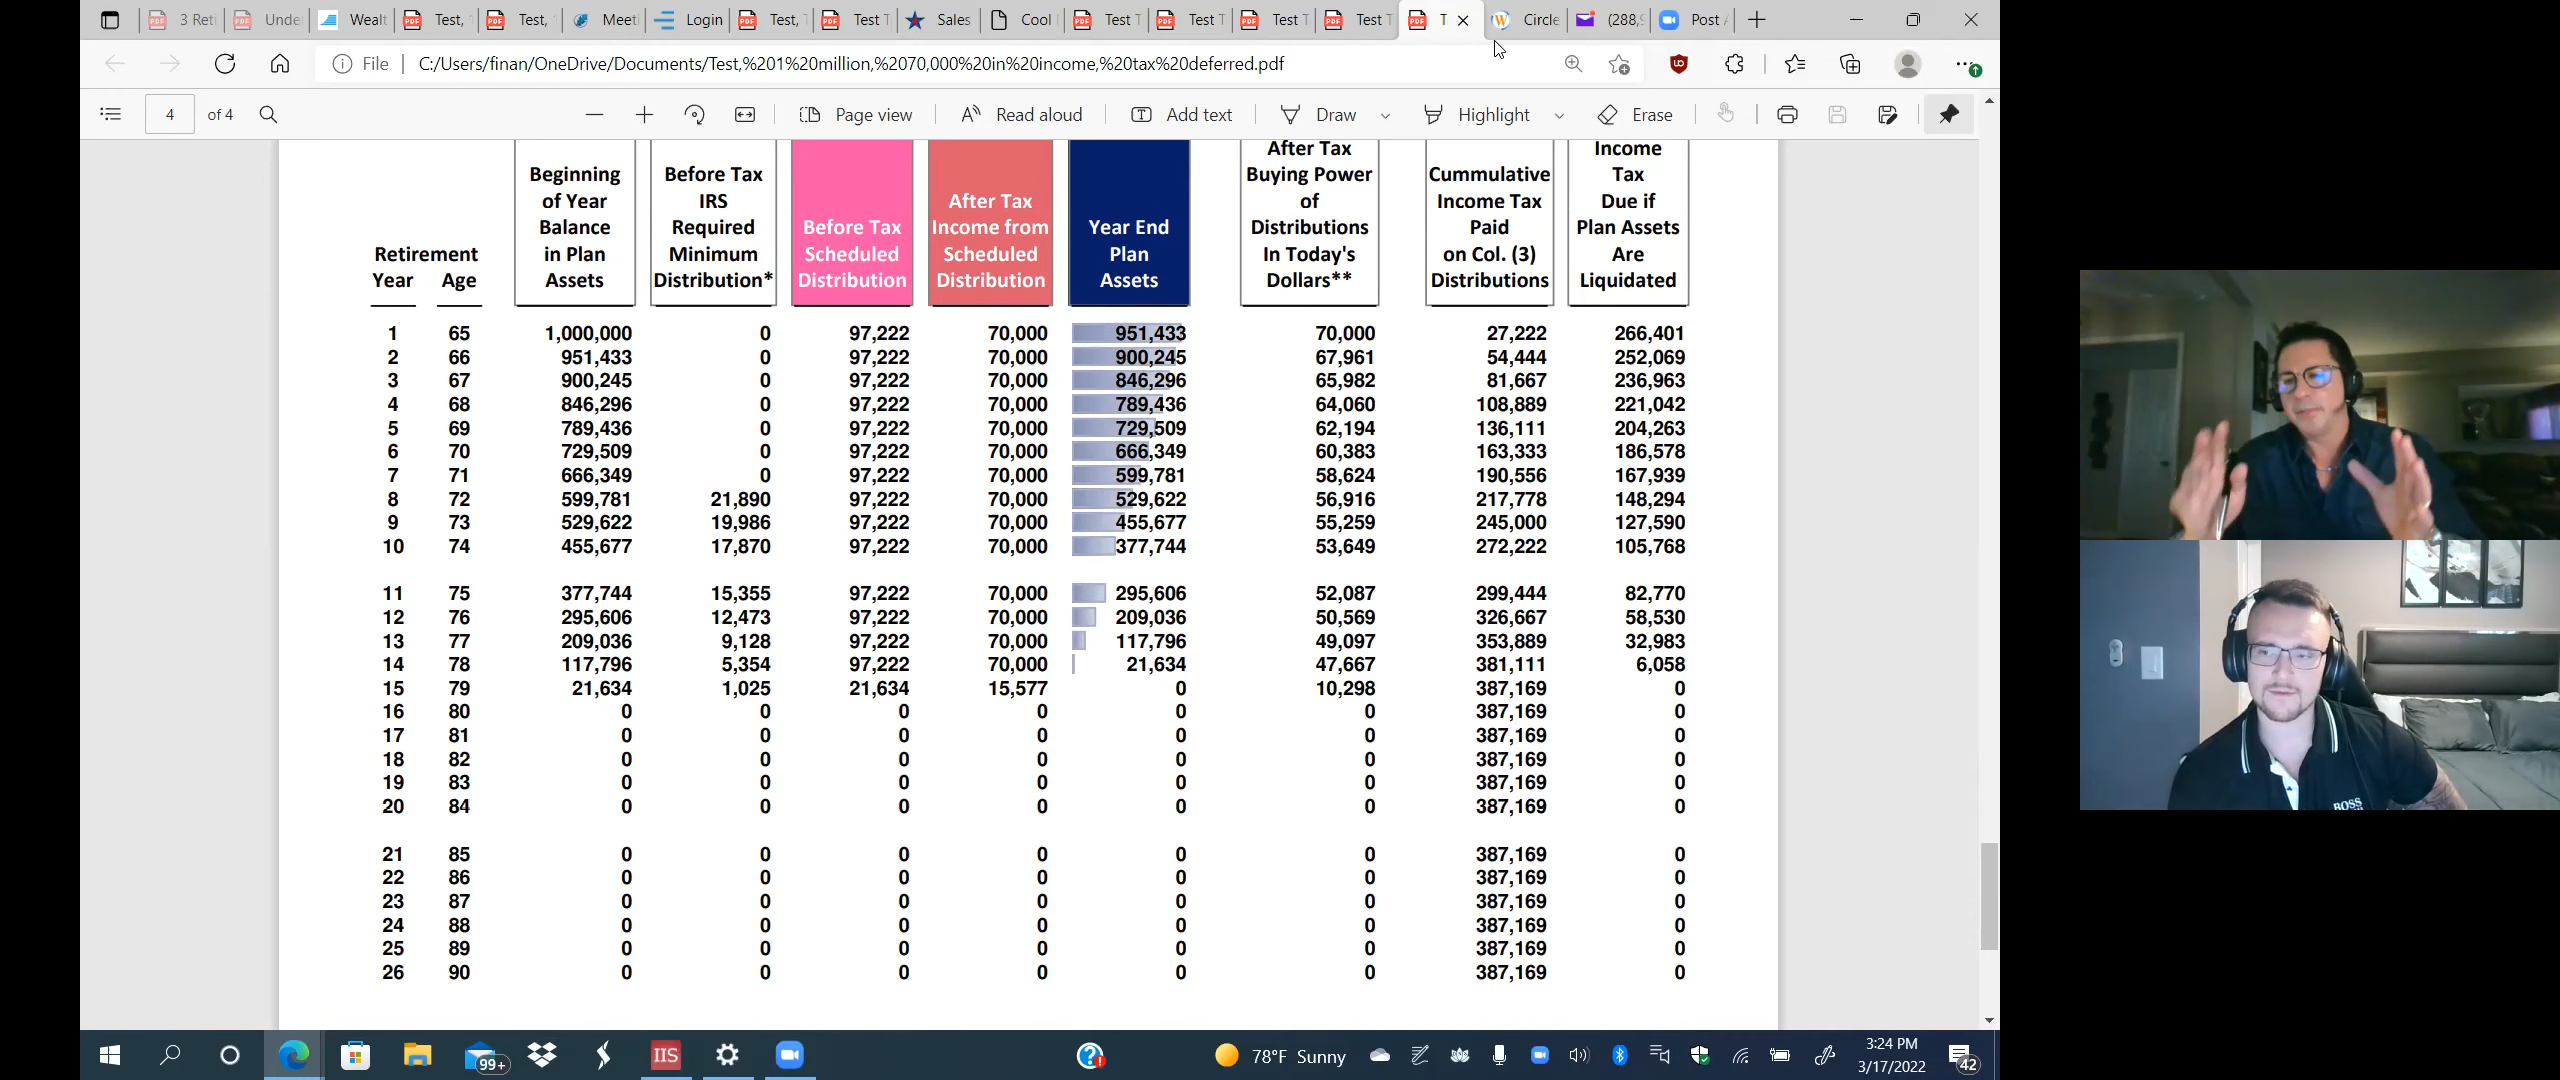 3 Reti
Unde
Wealt
Test,
Test,
Meeti
Login
Test,
Test T
Sales
Cool
Test T
Test T
Test T
Test T
T
Circle
(288,
Post
File
C:/Users/finan/OneDrive/Documents/Test,%201%20million,%2070,000%20in%20income,%20tax%20deferred.pdf
4 of 4
Page view
Read aloud
Add text
Draw
Highlight
Erase
Retirement
Year Age
Beginning
of Year
Balance
in Plan
Assets
Before Tax
IRS
Required
Minimum
Distribution*
Before Tax
Scheduled
Distribution
After Tax
Income from
Scheduled
Distribution
Year End
Plan
Assets
After Tax
Buying Power
of
Distributions
In Today's
Dollars**
Cummulative
Income Tax
Paid
on Col. (3)
Distributions
Income
Tax
Due if
Plan Assets
Are
Liquidated
1 65 1,000,000 0 97,222 70,000 951,433 70,000 27,222 266,401
2 66 951,433 0 97,222 70,000 900,245 67,961 54,444 252,069
3 67 900,245 0 97,222 70,000 846,296 65,982 81,667 236,963
4 68 846,296 0 97,222 70,000 789,436 64,060 108,889 221,042
5 69 789,436 0 97,222 70,000 729,509 62,194 136,111 204,263
6 70 729,509 0 97,222 70,000 666,349 60,383 163,333 186,578
7 71 666,349 0 97,222 70,000 599,781 58,624 190,556 167,939
8 72 599,781 21,890 97,222 70,000 529,622 56,916 217,778 148,294
9 73 529,622 19,986 97,222 70,000 455,677 55,259 245,000 127,590
10 74 455,677 17,870 97,222 70,000 377,744 53,649 272,222 105,768
11 75 377,744 15,355 97,222 70,000 295,606 52,087 299,444 82,770
12 76 295,606 12,473 97,222 70,000 209,036 50,569 326,667 58,530
13 77 209,036 9,128 97,222 70,000 117,796 49,097 353,889 32,983
14 78 117,796 5,354 97,222 70,000 21,634 47,667 381,111 6,058
15 79 21,634 1,025 21,634 15,577 0 10,298 387,169 0
16 80 0 0 0 0 0 0 387,169 0
17 81 0 0 0 0 0 0 387,169 0
18 82 0 0 0 0 0 0 387,169 0
19 83 0 0 0 0 0 0 387,169 0
20 84 0 0 0 0 0 0 387,169 0
21 85 0 0 0 0 0 0 387,169 0
22 86 0 0 0 0 0 0 387,169 0
23 87 0 0 0 0 0 0 387,169 0
24 88 0 0 0 0 0 0 387,169 0
25 89 0 0 0 0 0 0 387,169 0
26 90 0 0 0 0 0 0 387,169 0
BOSS
99+
IIS
78°F Sunny
3:24 PM
3/17/2022
42